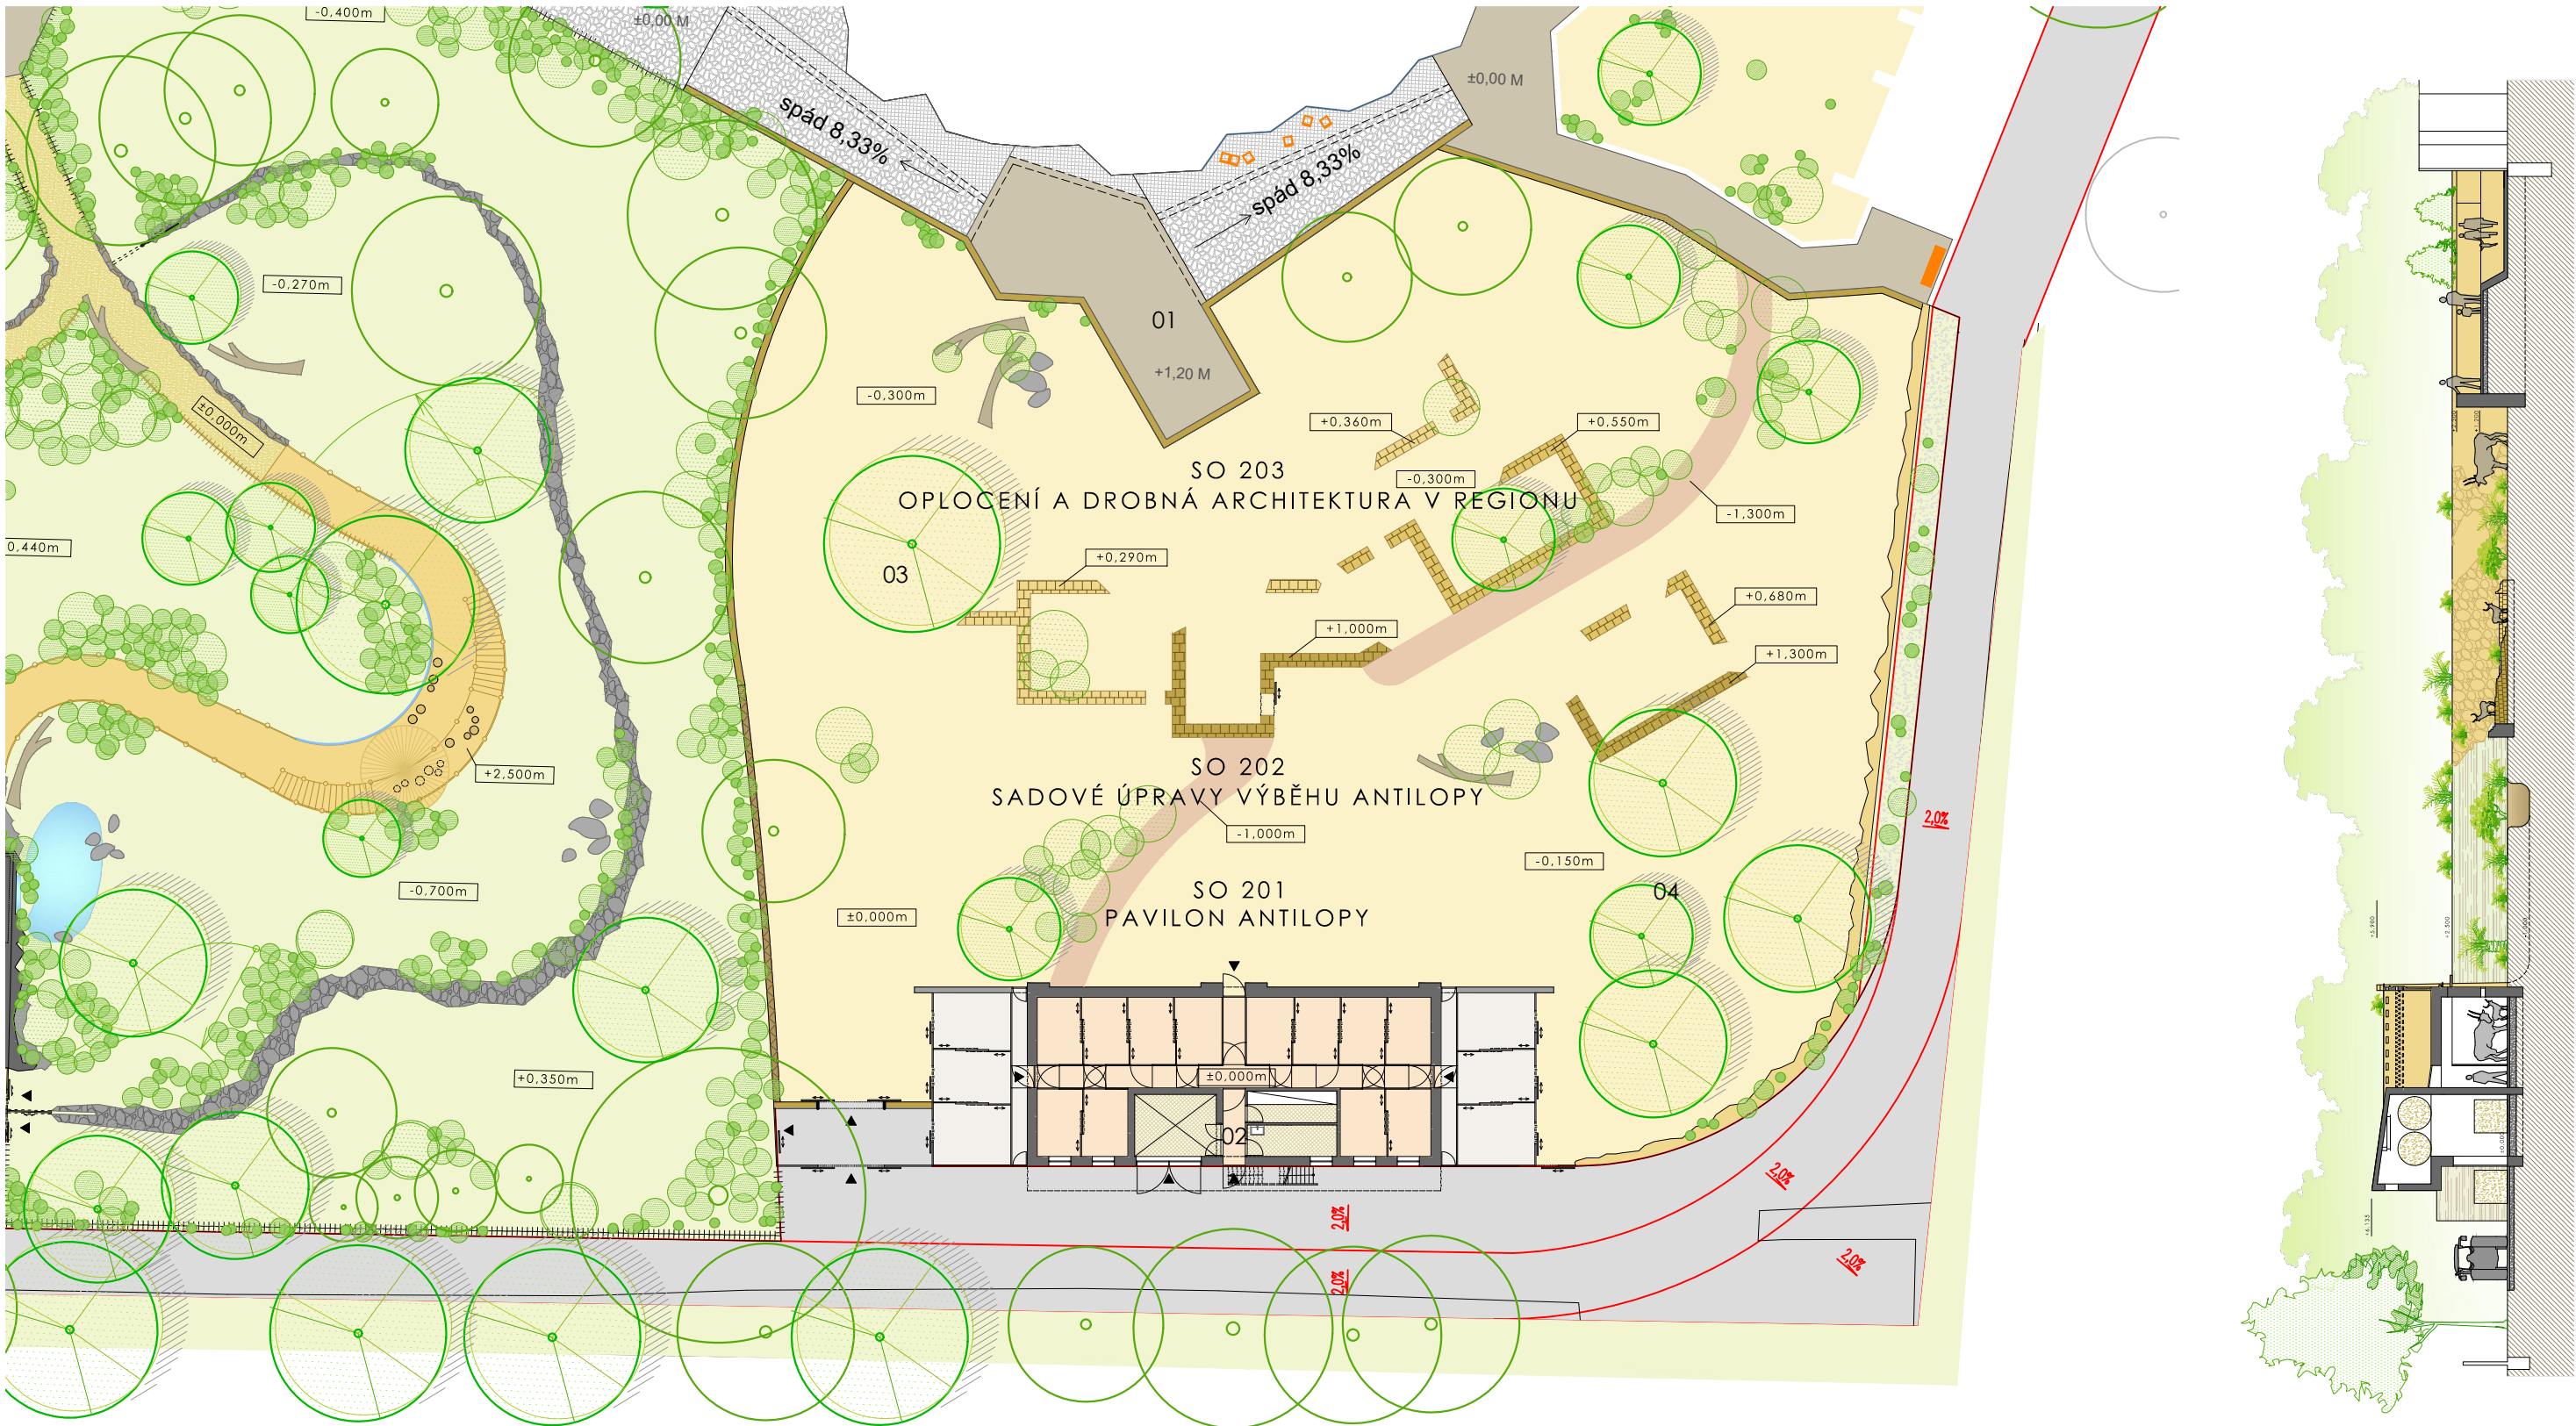 -0,400m
±0,00 M
spád 8,33%
spád 8,33%
±0,00 M
-0,270m
01
+1,20 M
-0,300m
±0,000m
+0,360m
+0,550m
SO 203
OPLOCENÍ A DROBNÁ ARCHITEKTURA V REGIONU
-0,300m
-1,300m
0,440m
+0,290m
03
+0,680m
+1,000m
+1,300m
SO 202
SADOVÉ ÚPRAVY VÝBĚHU ANTILOPY
+2,500m
-1,000m
2,0%
-0,150m
-0,700m
SO 201
PAVILON ANTILOPY
04
±0,000m
+0,350m
±0,000m
02
2,0%
2,0%
2,0%
2,0%
+2,500